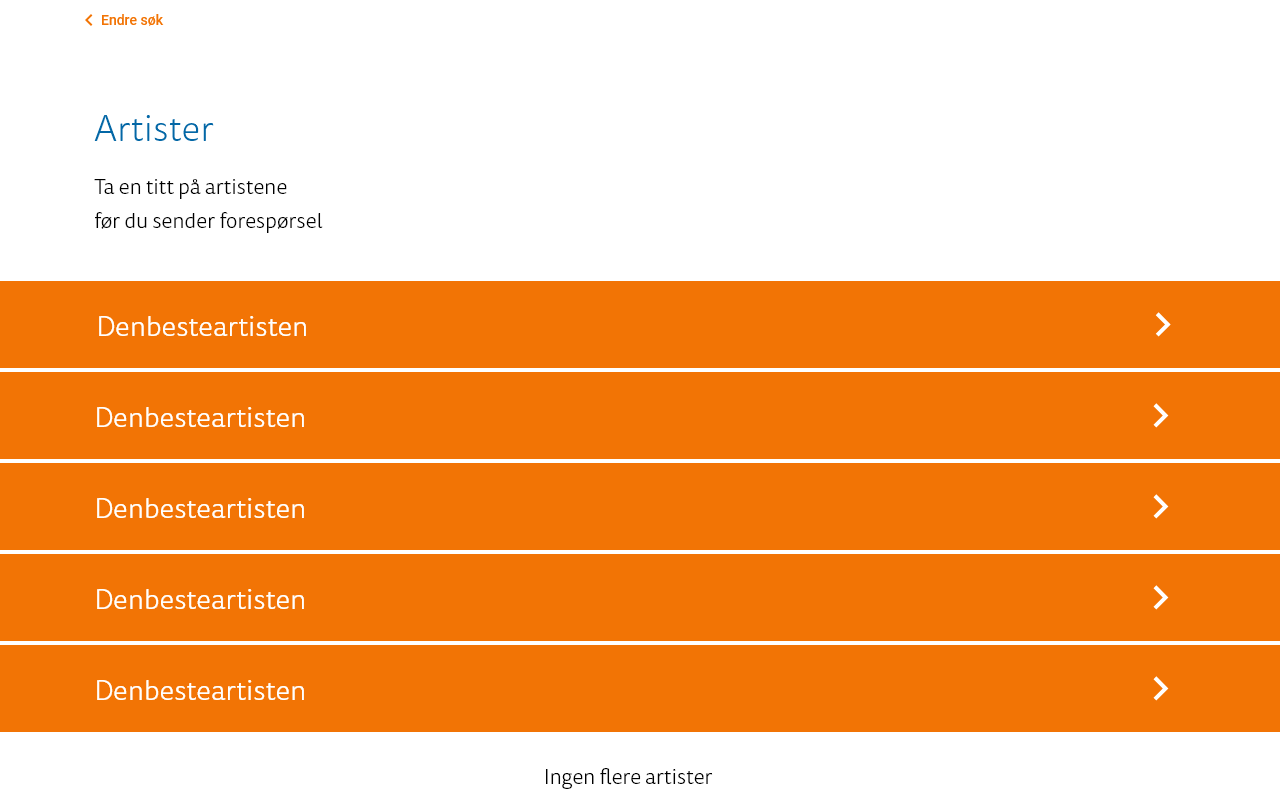 Endre søk
Artister
Ta en titt på artistene
før du sender forespørsel
Denbesteartisten
Denbesteartisten
Denbesteartisten
Denbesteartisten
Denbesteartisten
Ingen flere artister